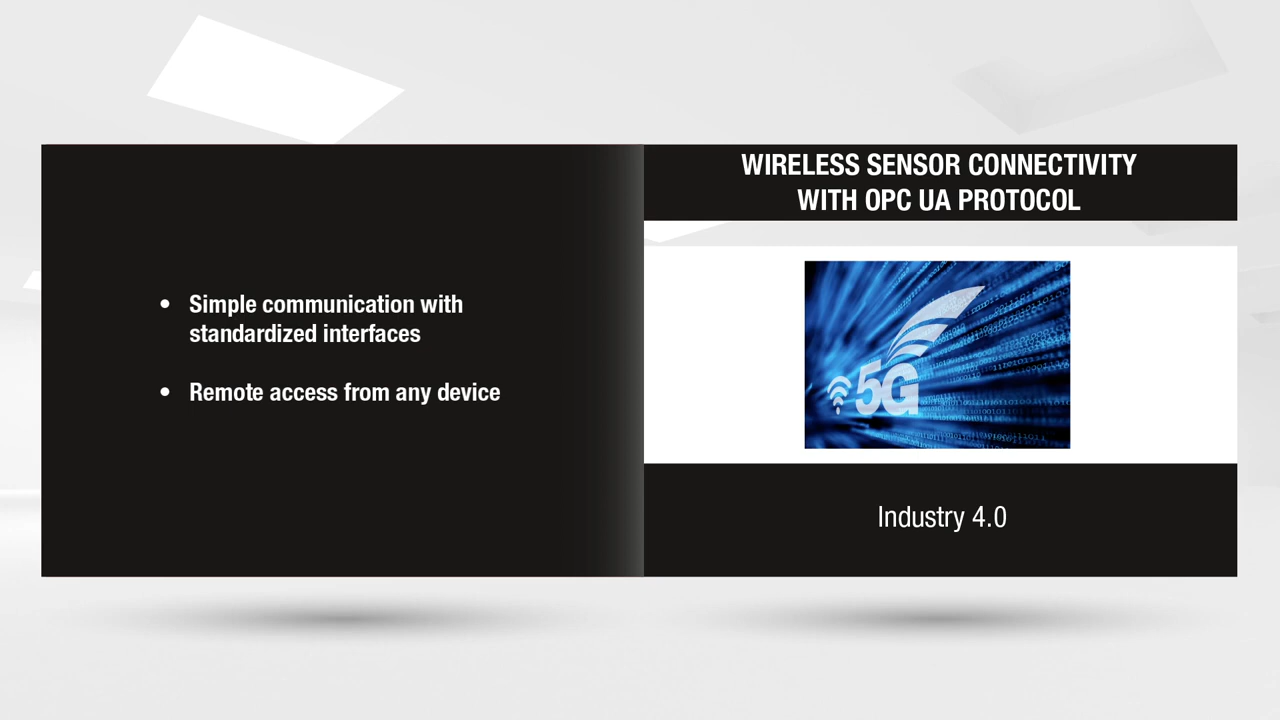 • Simple communication with
standardized interfaces
• Remote access from any device
WIRELESS SENSOR CONNECTIVITY
WITH OPC UA PROTOCOL
5G
Industry 4.0